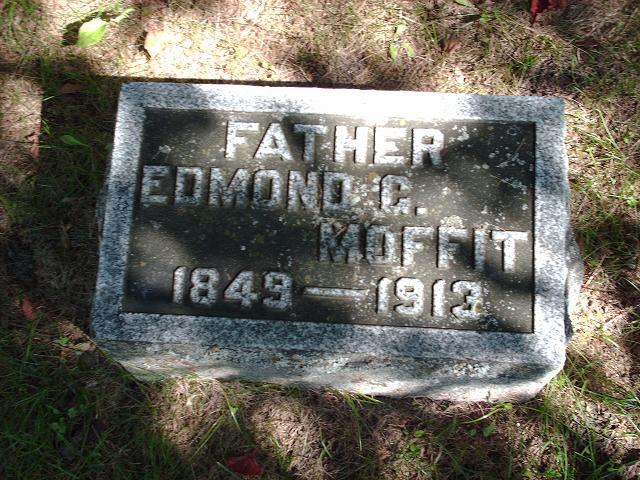 FATHER
EDMOND C.
MOFFIT
1849—1913